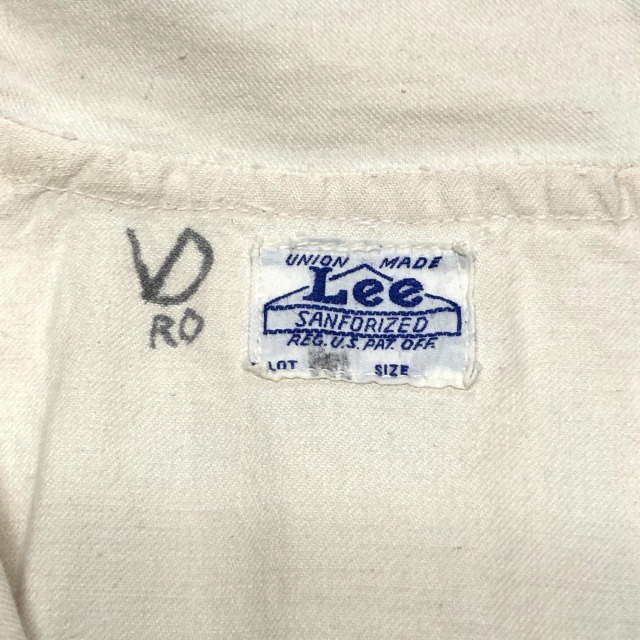 VD
RO
UNION MADE
Lee
SANFORIZED
REG. U.S. PAT. OFF.
LOT SIZE